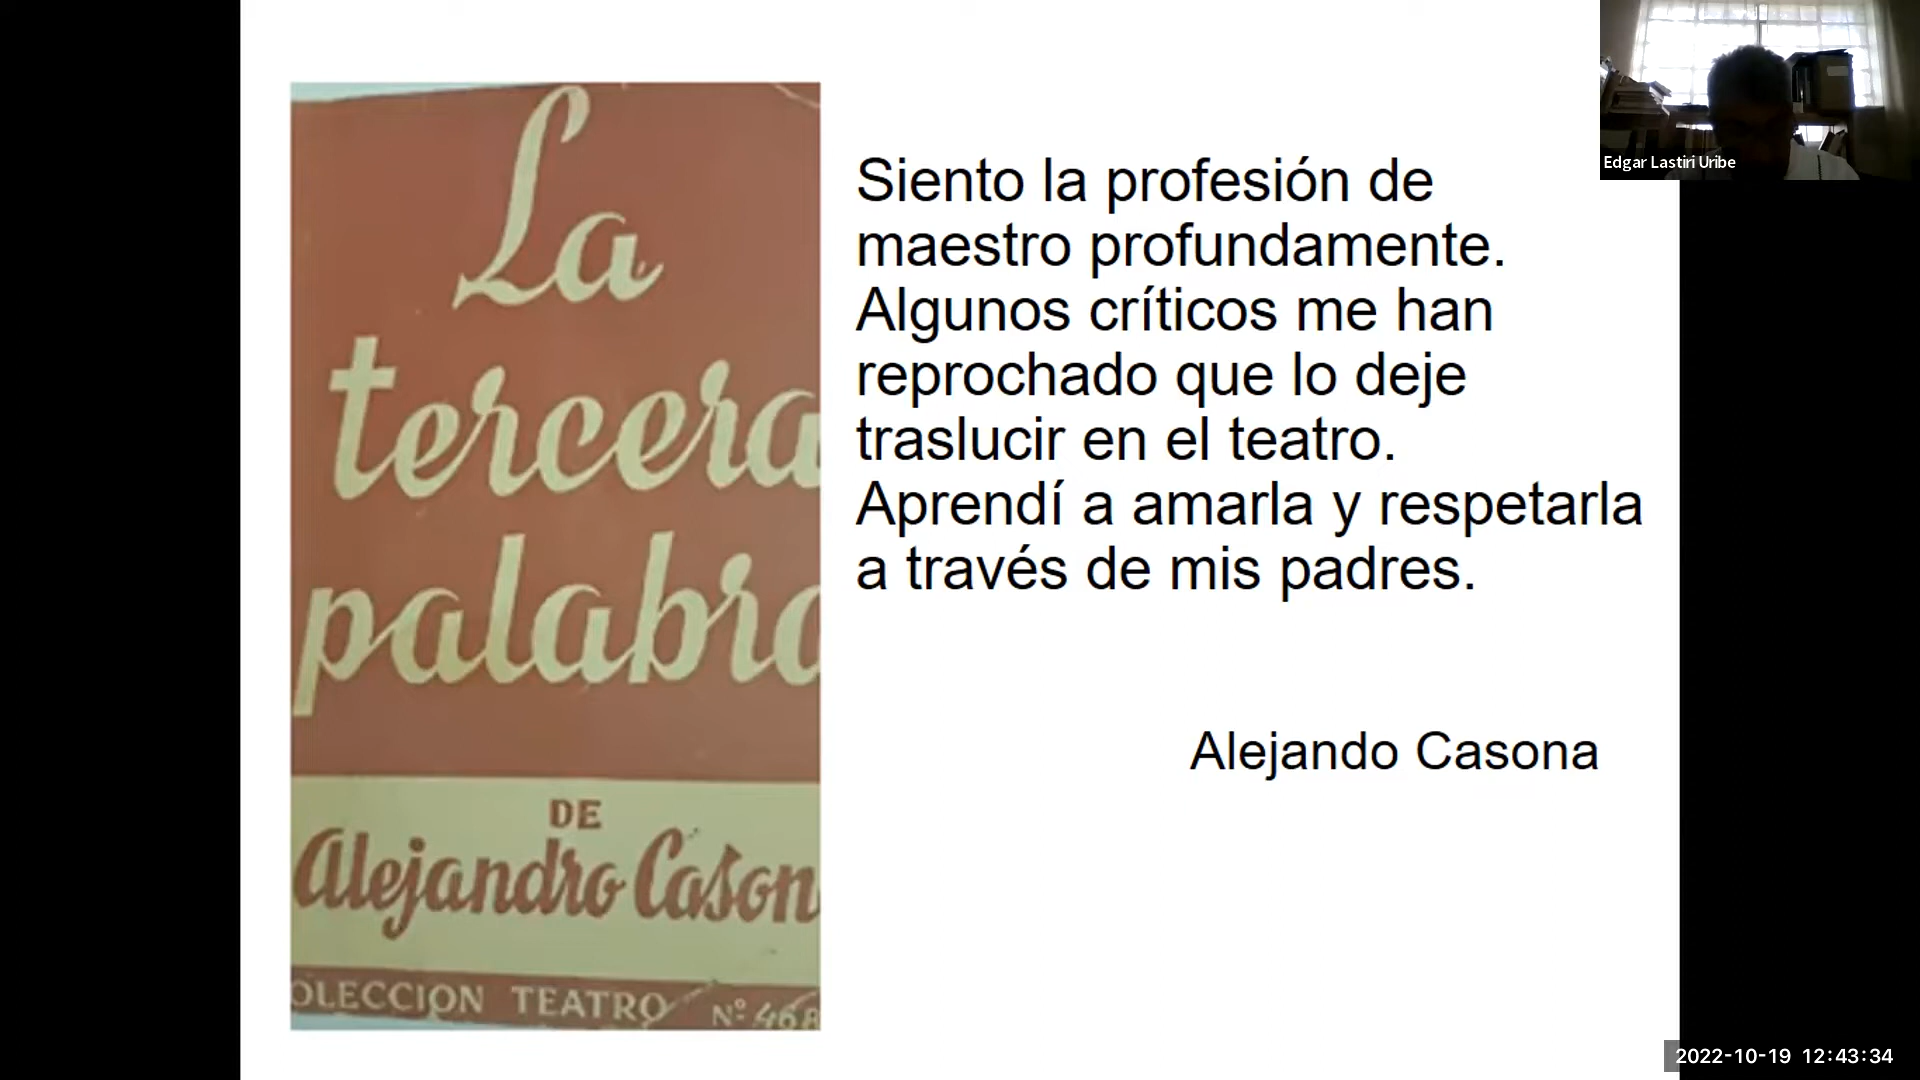 La
tercera
palabra
DE
Alejandro Cason
OLECCION TEATRO Nº 468
Siento la profesión de
maestro profundamente.
Algunos críticos me han
reprochado que lo deje
traslucir en el teatro.
Aprendí a amarla y respetarla
a través de mis padres.
Alejando Casona
Edgar Lastiri Uribe
2022-10-19 12:43:34